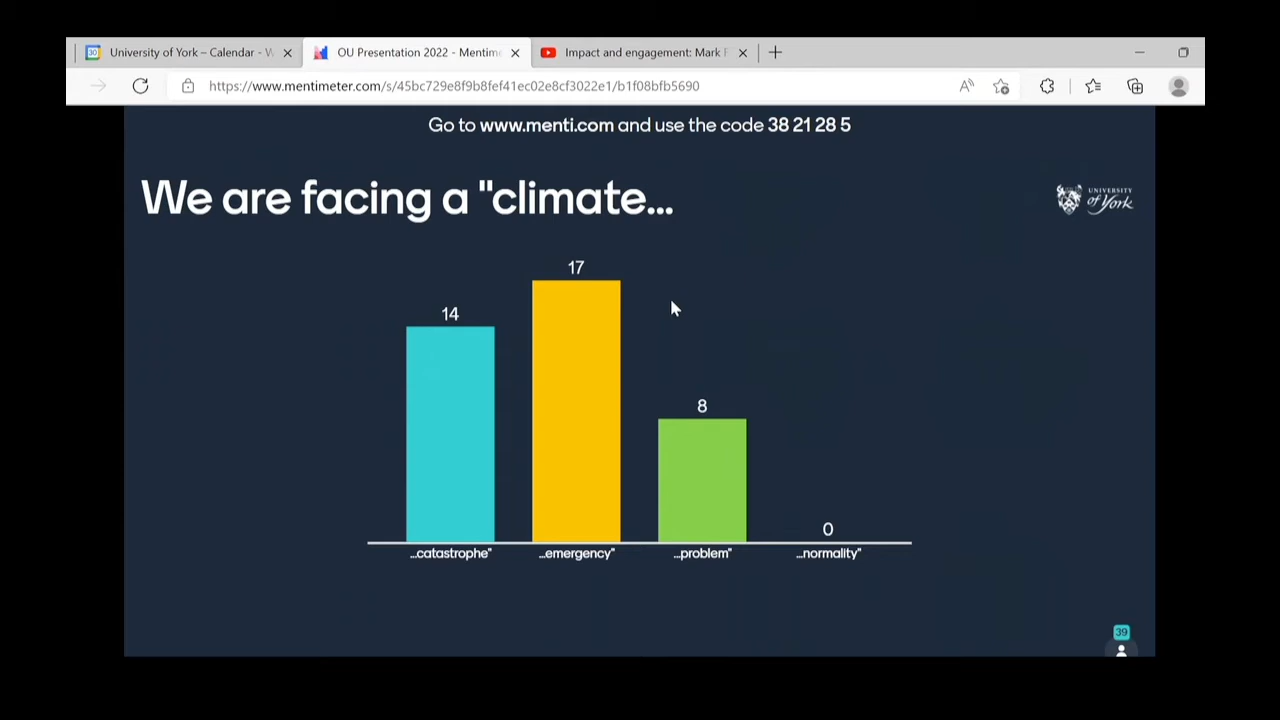 30
University of York – Calendar - W
OU Presentation 2022 - Mentim
Impact and engagement: Mark
https://www.mentimeter.com/s/45bc729e8f9b8fef41ec02e8cf3022e1/b1f08bfb5690
Go to www.menti.com and use the code 38 21 28 5
We are facing a "climate...
UNIVERSITY
of York
14
17
8
0
...catastrophe"
...emergency"
...problem"
...normality"
39